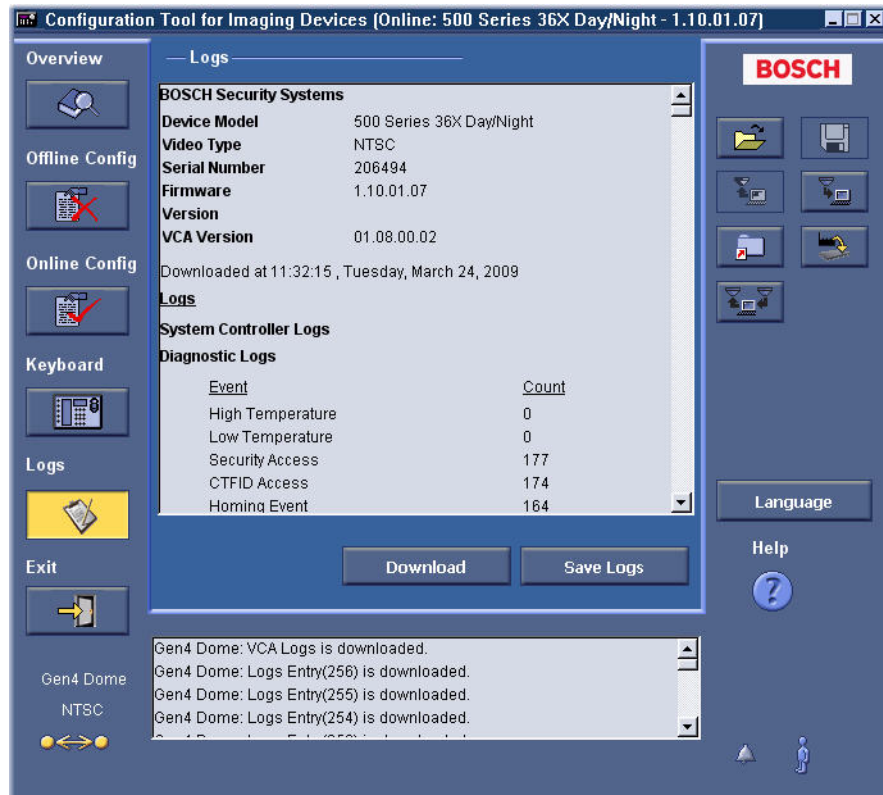 Configuration Tool for Imaging Devices (Online: 500 Series 36X Day/Night - 1.10.01.07)
Overview
Offline Config
Online Config
Keyboard
Logs
Exit
Gen4 Dome
NTSC
Logs
BOSCH Security Systems
Device Model 500 Series 36X Day/Night
Video Type NTSC
Serial Number 206494
Firmware 1.10.01.07
Version
VCA Version 01.08.00.02
Downloaded at 11:32:15 , Tuesday, March 24, 2009
Logs
System Controller Logs
Diagnostic Logs
Event Count
High Temperature 0
Low Temperature 0
Security Access 177
CTFID Access 174
Homing Event 164
Download Save Logs
Gen4 Dome: VCA Logs is downloaded.
Gen4 Dome: Logs Entry(256) is downloaded.
Gen4 Dome: Logs Entry(255) is downloaded.
Gen4 Dome: Logs Entry(254) is downloaded.
BOSCH
Language
Help
?